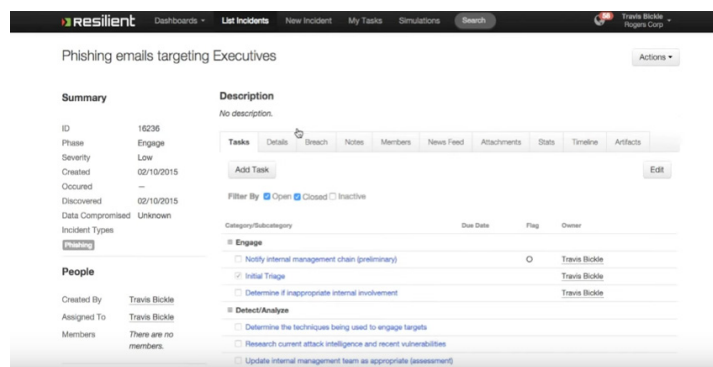 Resilient Dashboards List Incidents New Incident My Tasks Simulations Search 56 Travis Bickle
Rogers Corp
Phishing emails targeting Executives
Actions
Summary
ID 16236
Phase Engage
Severity Low
Created 02/10/2015
Occured —
Discovered 02/10/2015
Data Compromised Unknown
Incident Types
Phishing
People
Created By Travis Bickle
Assigned To Travis Bickle
Members There are no
members.
Description
No description.
Tasks Details Breach Notes Members News Feed Attachments Stats Timeline Artifacts
Add Task Edit
Filter By Open Closed Inactive
Category/Subcategory Due Date Flag Owner
Engage
Notify internal management chain (preliminary) Travis Bickle
Initial Triage Travis Bickle
Determine if inappropriate internal involvement Travis Bickle
Detect/Analyze
Determine the techniques being used to engage targets
Research current attack intelligence and recent vulnerabilities
Update internal management team as appropriate (assessment)